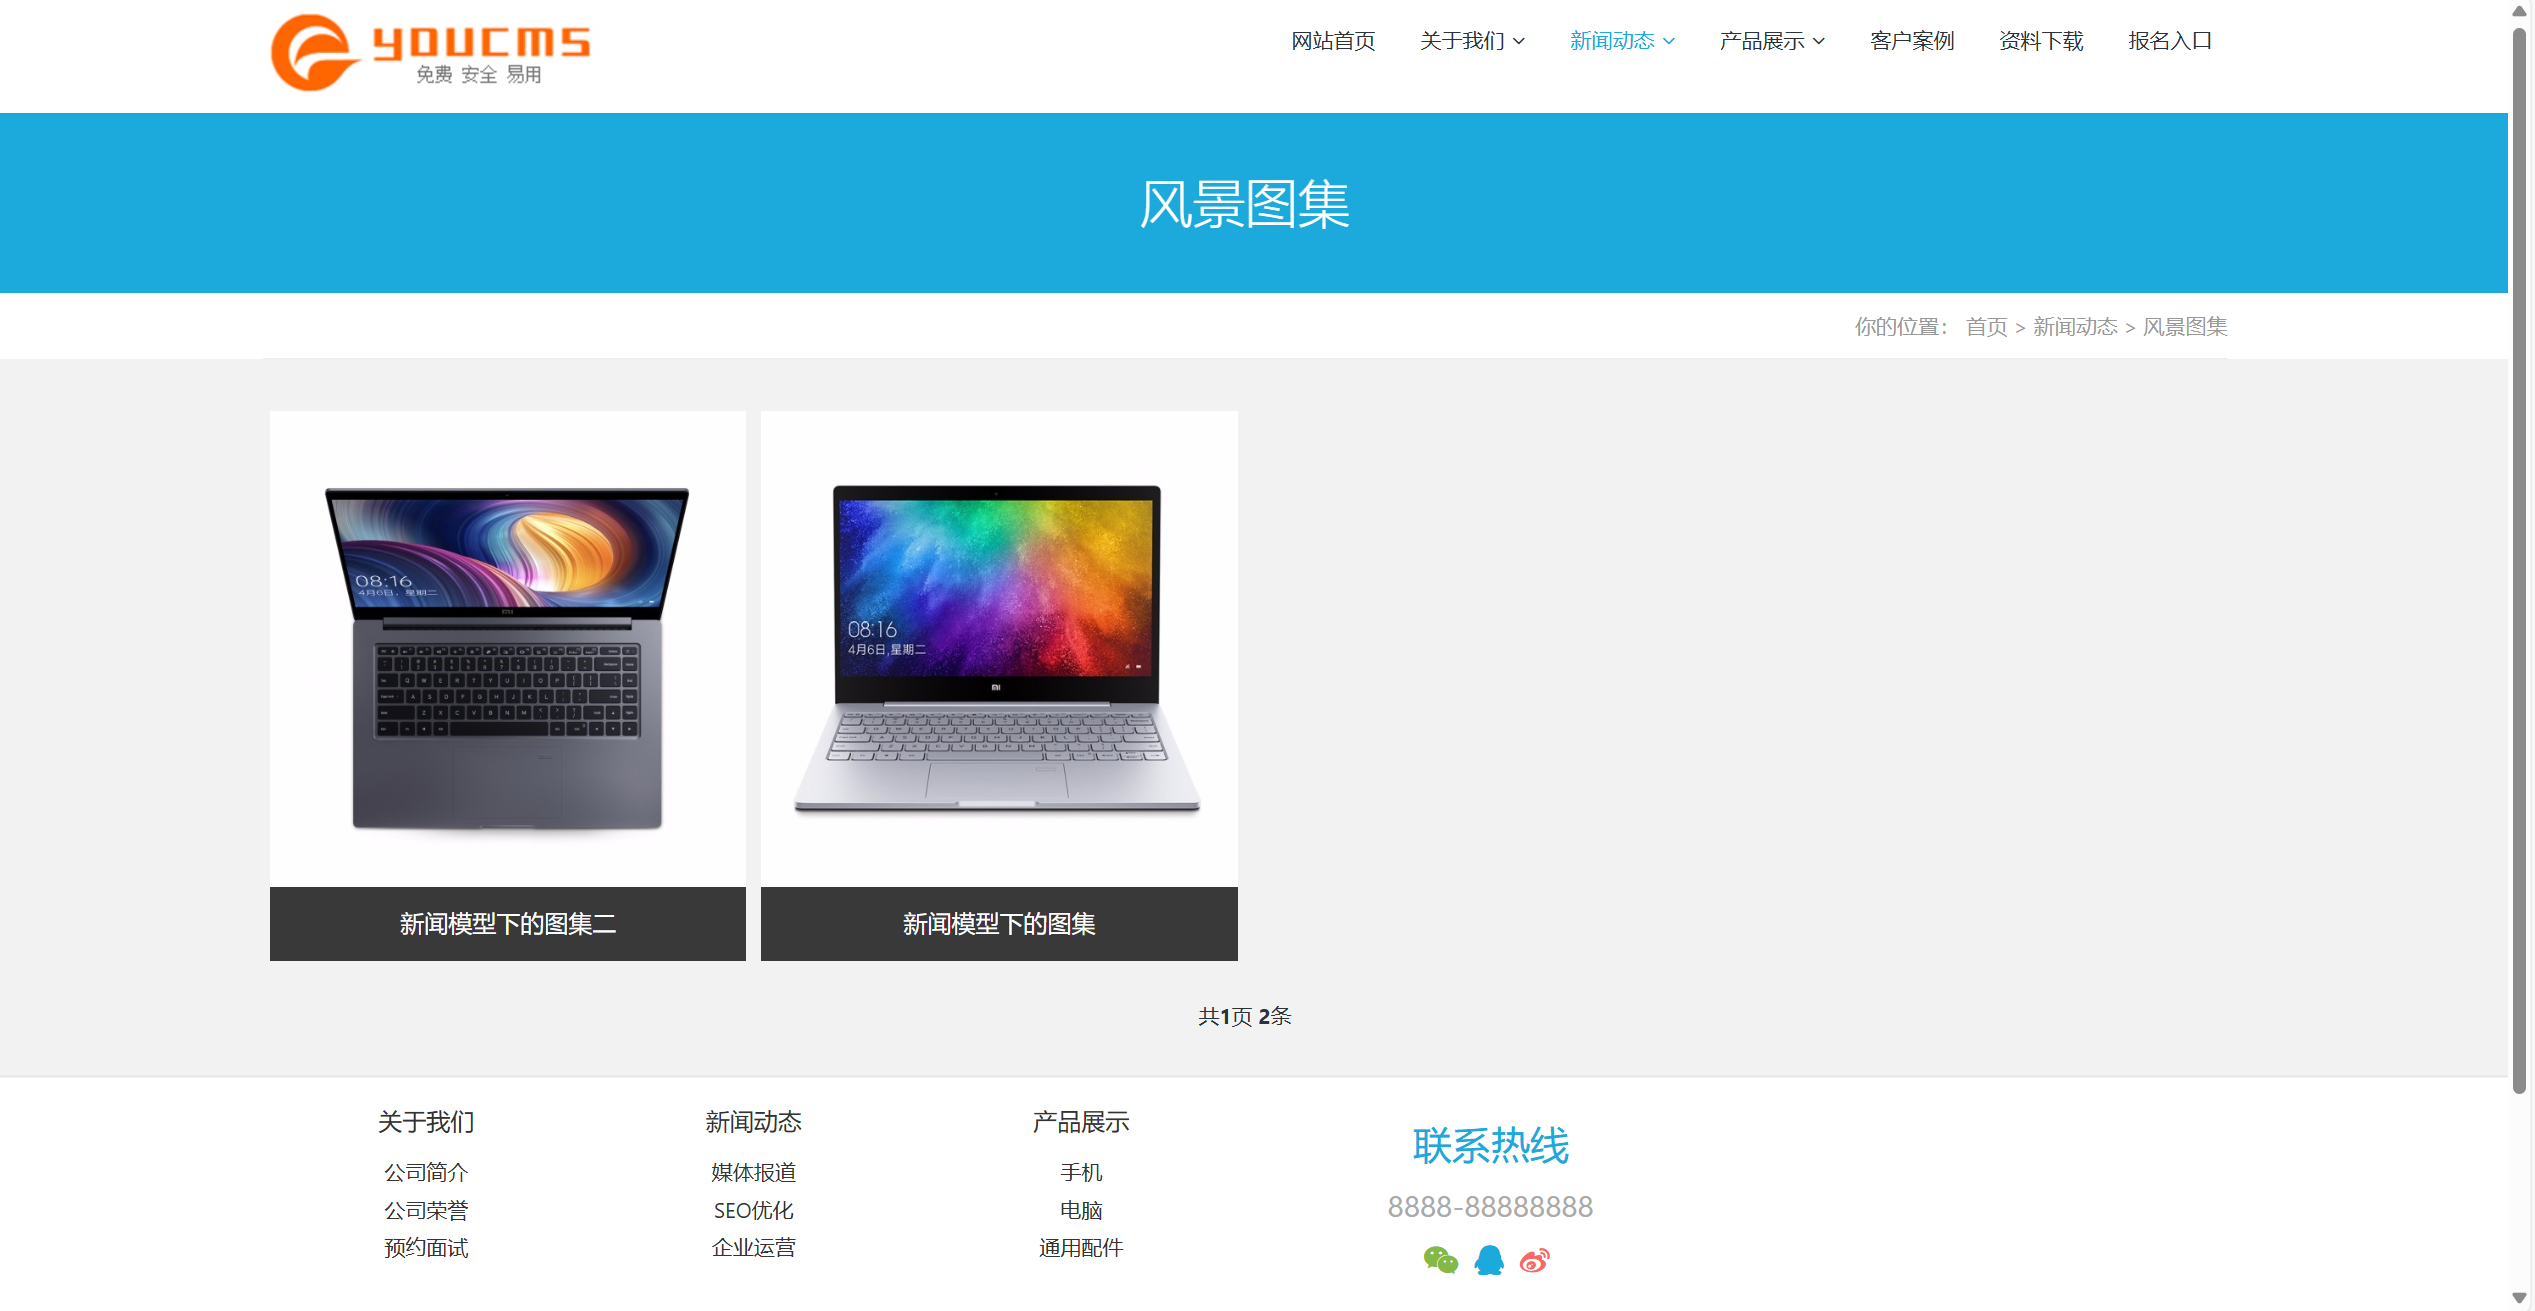 youcms
免费 安全 易用
网站首页 关于我们 新闻动态 产品展示 客户案例 资料下载 报名入口
风景图集
你的位置： 首页 > 新闻动态 > 风景图集
08:16
4月6日，星期二
mi
08:16
4月6日,星期二
mi
新闻模型下的图集二
新闻模型下的图集
共1页 2条
关于我们
公司简介
公司荣誉
预约面试
新闻动态
媒体报道
SEO优化
企业运营
产品展示
手机
电脑
通用配件
联系热线
8888-88888888